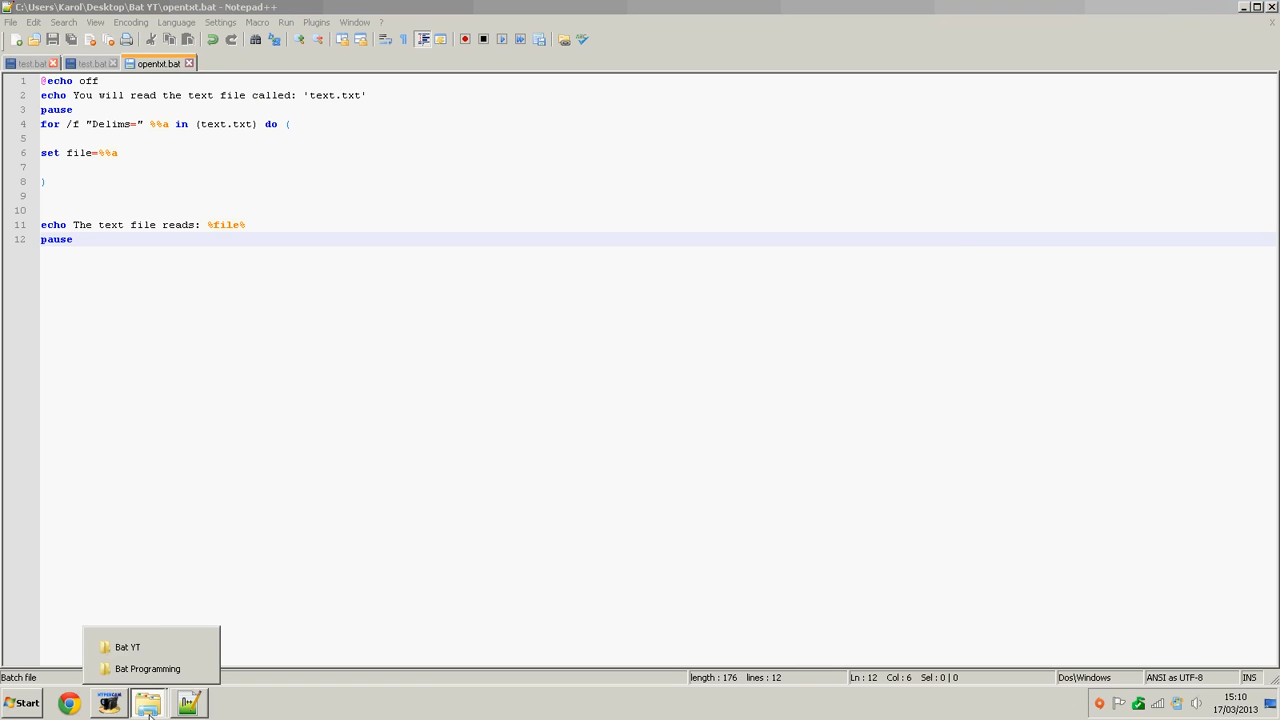 C:\Users\Karol\Desktop\Bat YT\opentxt.bat - Notepad++
File Edit Search View Encoding Language Settings Macro Run Plugins Window ? X
test.bat test.bat opentxt.bat
1 @echo off
2 echo You will read the text file called: 'text.txt'
3 pause
4 for /f "Delims=" %%a in (text.txt) do (
5
6 set file=%%a
7
8 )
9
10
11 echo The text file reads: %file%
12 pause
Bat YT
Bat Programming
Batch file length : 176 lines : 12 Ln : 12 Col : 6 Sel : 0 | 0 Dos\Windows ANSI as UTF-8 INS
Start 15:10
17/03/2013